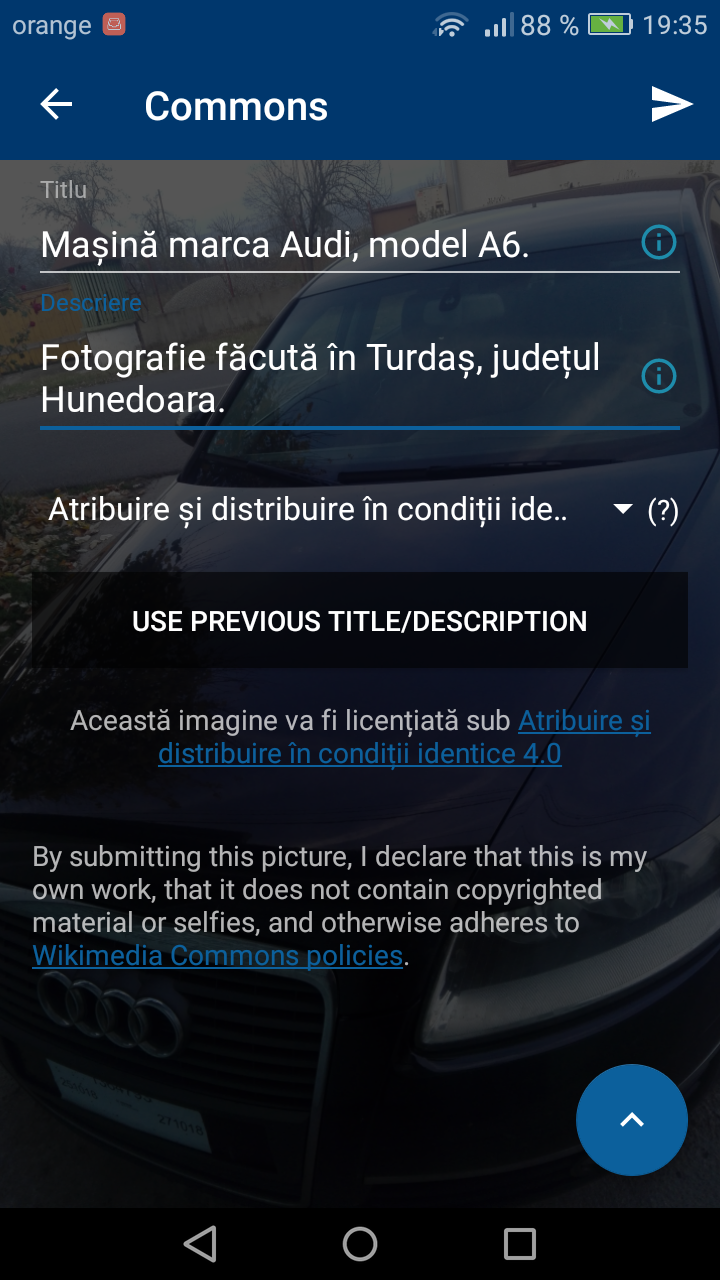 orange 88 % 19:35
Commons
Titlu
Mașină marca Audi, model A6.
Descriere
Fotografie făcută în Turdaș, județul
Hunedoara.
Atribuire și distribuire în condiții ide.. (?)
USE PREVIOUS TITLE/DESCRIPTION
Această imagine va fi licențiată sub Atribuire și
distribuire în condiții identice 4.0
By submitting this picture, I declare that this is my
own work, that it does not contain copyrighted
material or selfies, and otherwise adheres to
Wikimedia Commons policies.
271018